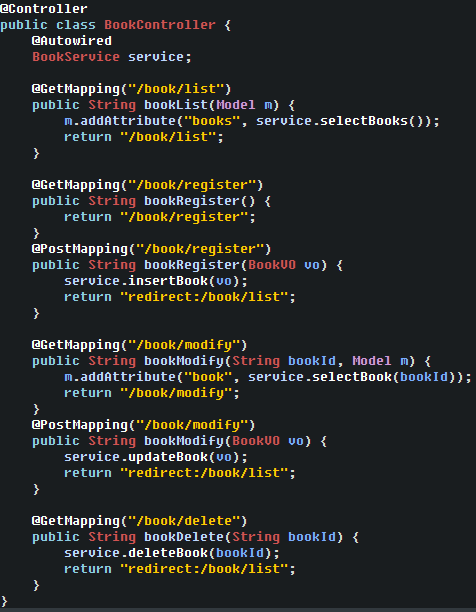 @Controller
public class BookController {
    @Autowired
    BookService service;

    @GetMapping("/book/list")
    public String bookList(Model m) {
        m.addAttribute("books", service.selectBooks());
        return "/book/list";
    }

    @GetMapping("/book/register")
    public String bookRegister() {
        return "/book/register";
    }
    @PostMapping("/book/register")
    public String bookRegister(BookVO vo) {
        service.insertBook(vo);
        return "redirect:/book/list";
    }

    @GetMapping("/book/modify")
    public String bookModify(String bookId, Model m) {
        m.addAttribute("book", service.selectBook(bookId));
        return "/book/modify";
    }
    @PostMapping("/book/modify")
    public String bookModify(BookVO vo) {
        service.updateBook(vo);
        return "redirect:/book/list";
    }

    @GetMapping("/book/delete")
    public String bookDelete(String bookId) {
        service.deleteBook(bookId);
        return "redirect:/book/list";
    }
}